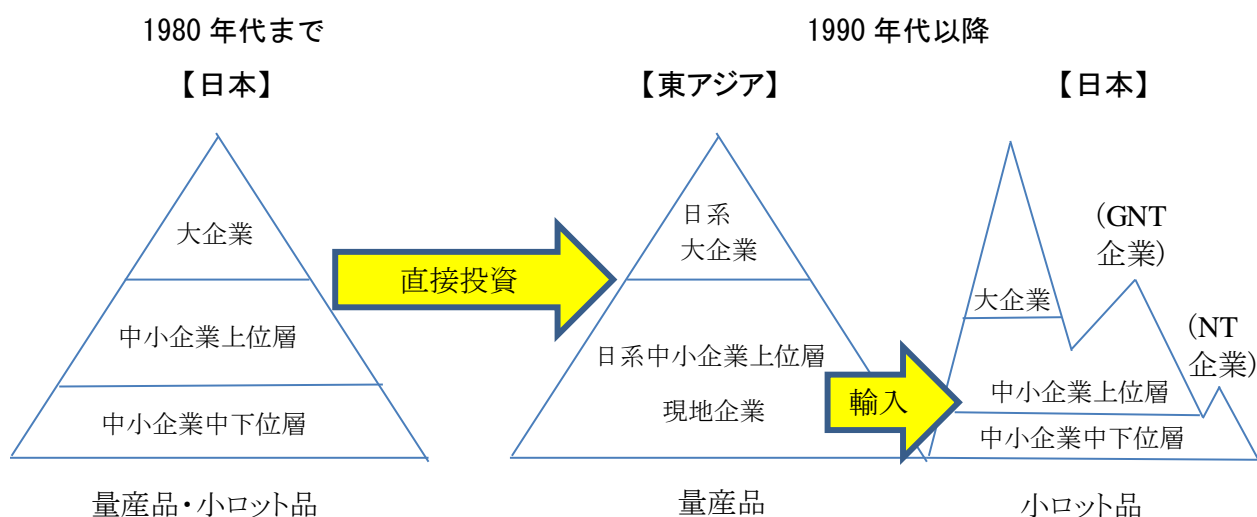 1980 年代まで
1990 年代以降
【日本】
【東アジア】
【日本】
大企業
中小企業上位層
中小企業中下位層
量産品・小ロット品
直接投資
日系
大企業
日系中小企業上位層
現地企業
量産品
輸入
(GNT
企業)
(NT
企業)
大企業
中小企業上位層
中小企業中下位層
小ロット品